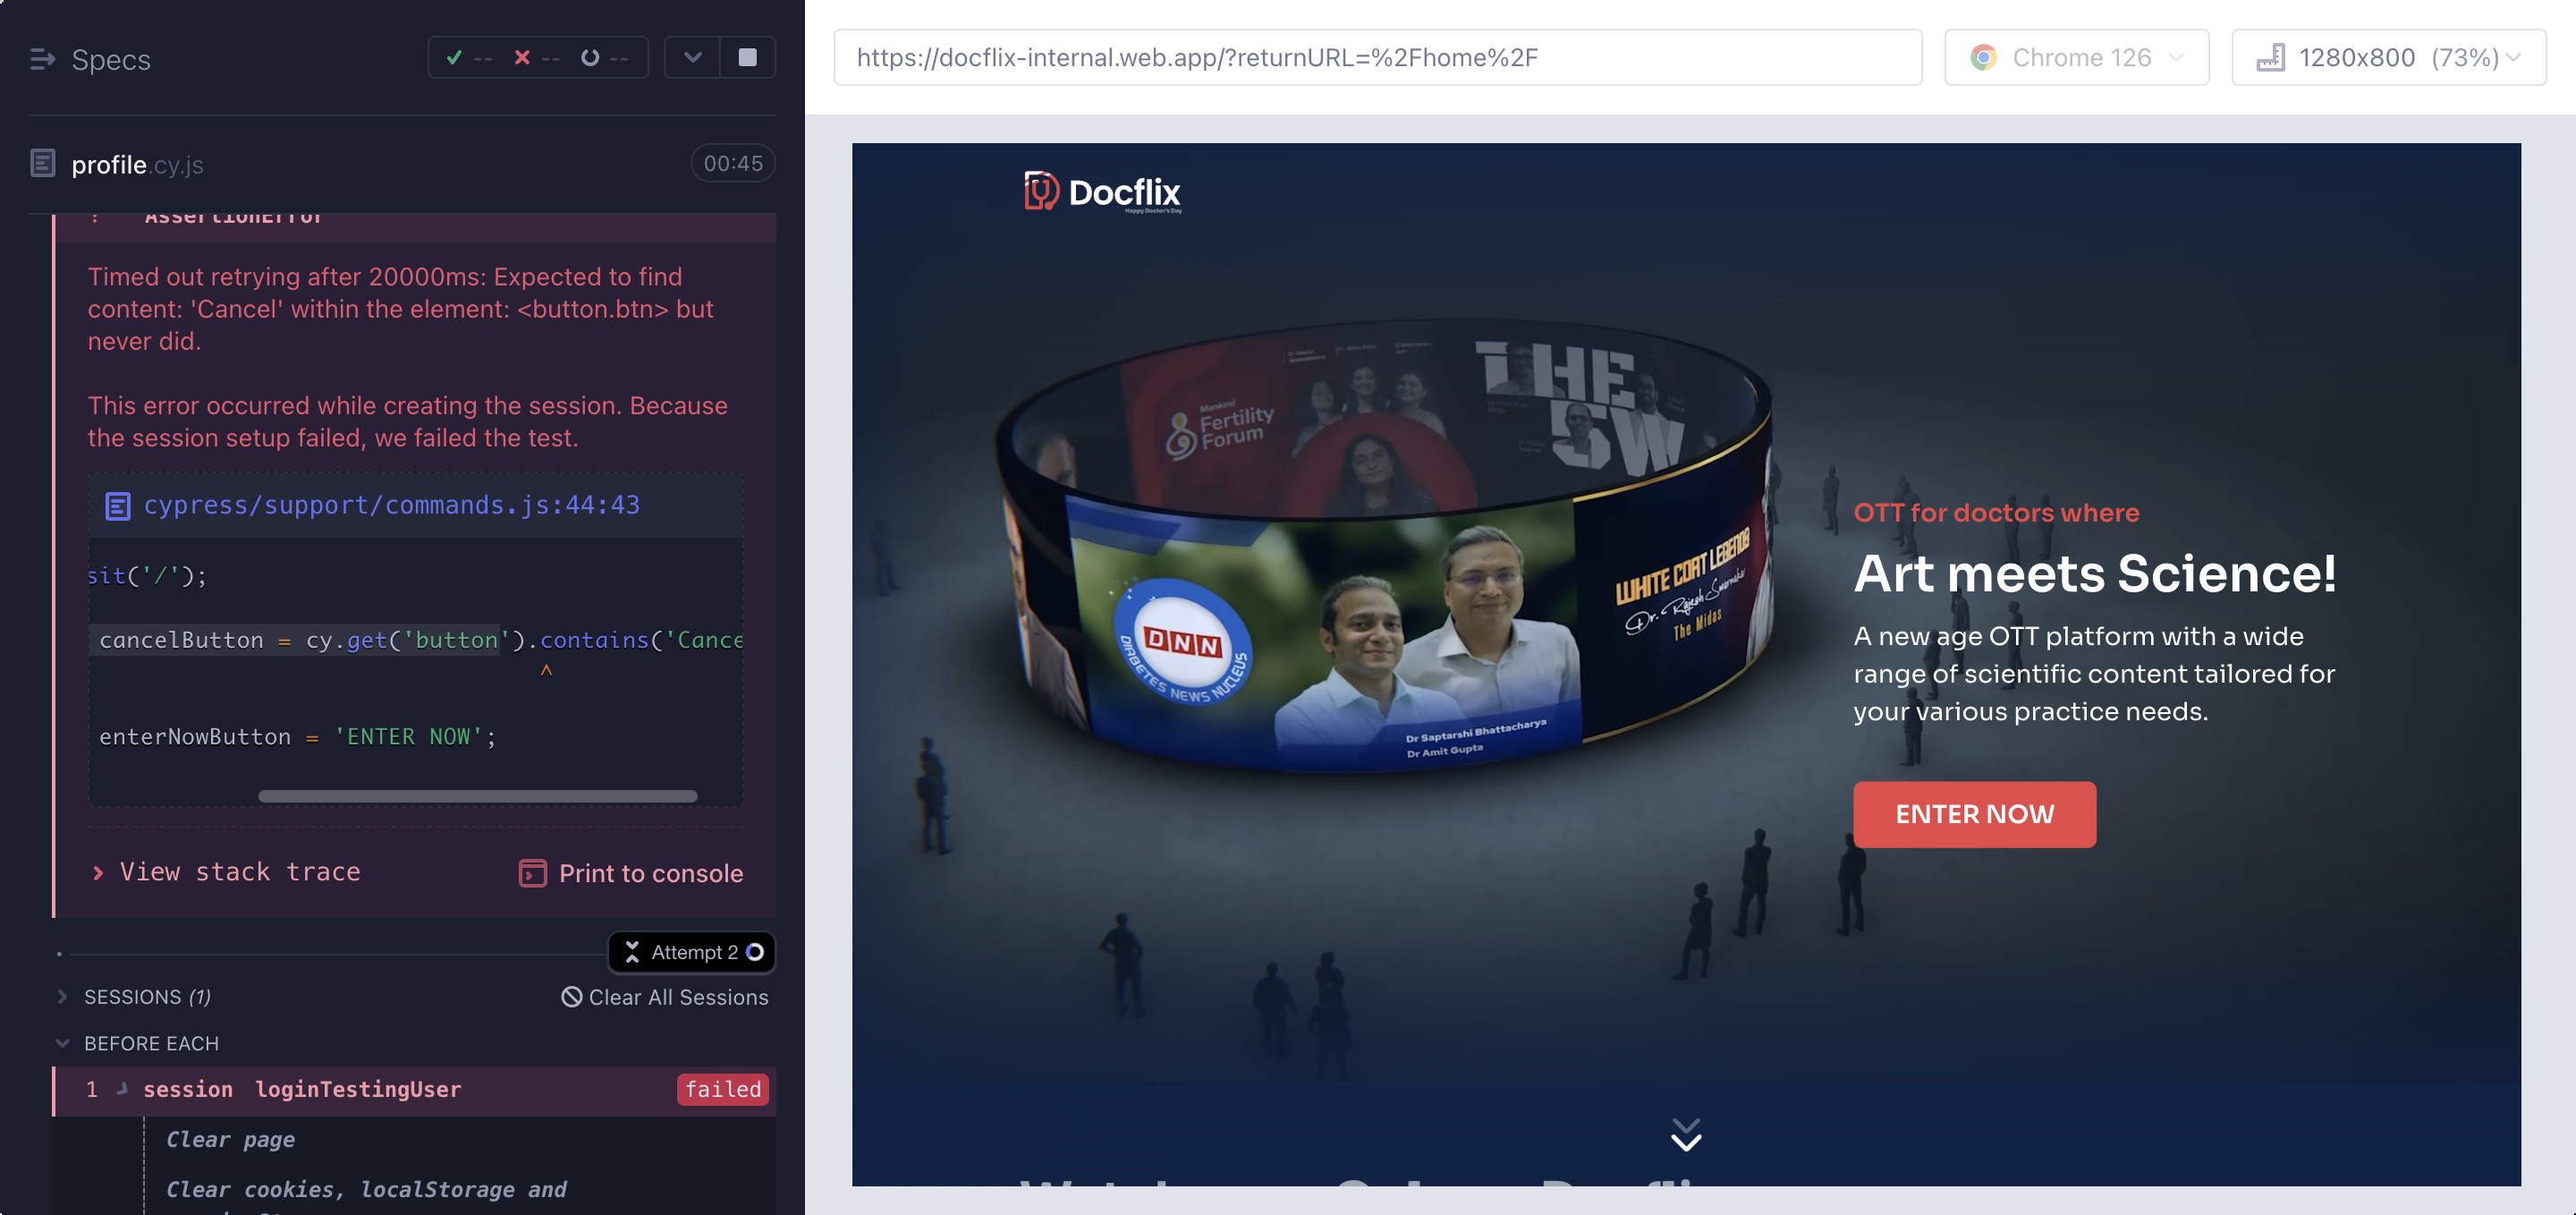 Specs
-- -- --
profile.cy.js
00:45
AssertionError
Timed out retrying after 20000ms: Expected to find
content: 'Cancel' within the element: <button.btn> but
never did.
This error occurred while creating the session. Because
the session setup failed, we failed the test.
cypress/support/commands.js:44:43
sit('/');
cancelButton = cy.get('button').contains('Cance
^
enterNowButton = 'ENTER NOW';
View stack trace
Print to console
Attempt 2
SESSIONS (1)
Clear All Sessions
BEFORE EACH
1 session loginTestingUser failed
Clear page
Clear cookies, localStorage and
https://docflix-internal.web.app/?returnURL=%2Fhome%2F
Chrome 126
1280x800 (73%)
Docflix
Happy Doctor's Day
Mankind
Fertility
Forum
THE
5W
DNN
DIABETES NEWS NUCLEUS
Dr Saptarshi Bhattacharya
Dr Amit Gupta
WHITE COAT LEGENDS
The Midas
OTT for doctors where
Art meets Science!
A new age OTT platform with a wide
range of scientific content tailored for
your various practice needs.
ENTER NOW